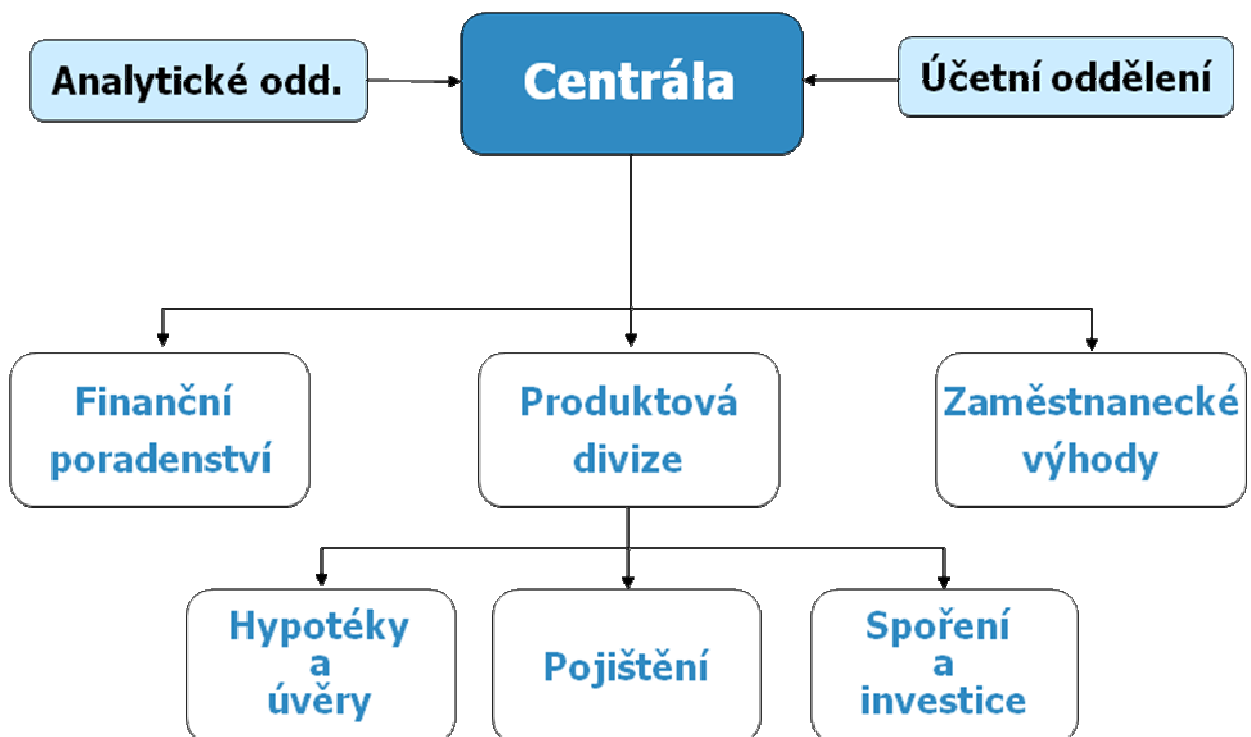 Analytické odd.
Centrála
Účetní oddělení
Finanční
poradenství
Produktová
divize
Zaměstnanecké
výhody
Hypotéky
a
úvěry
Pojištění
Spoření
a
investice